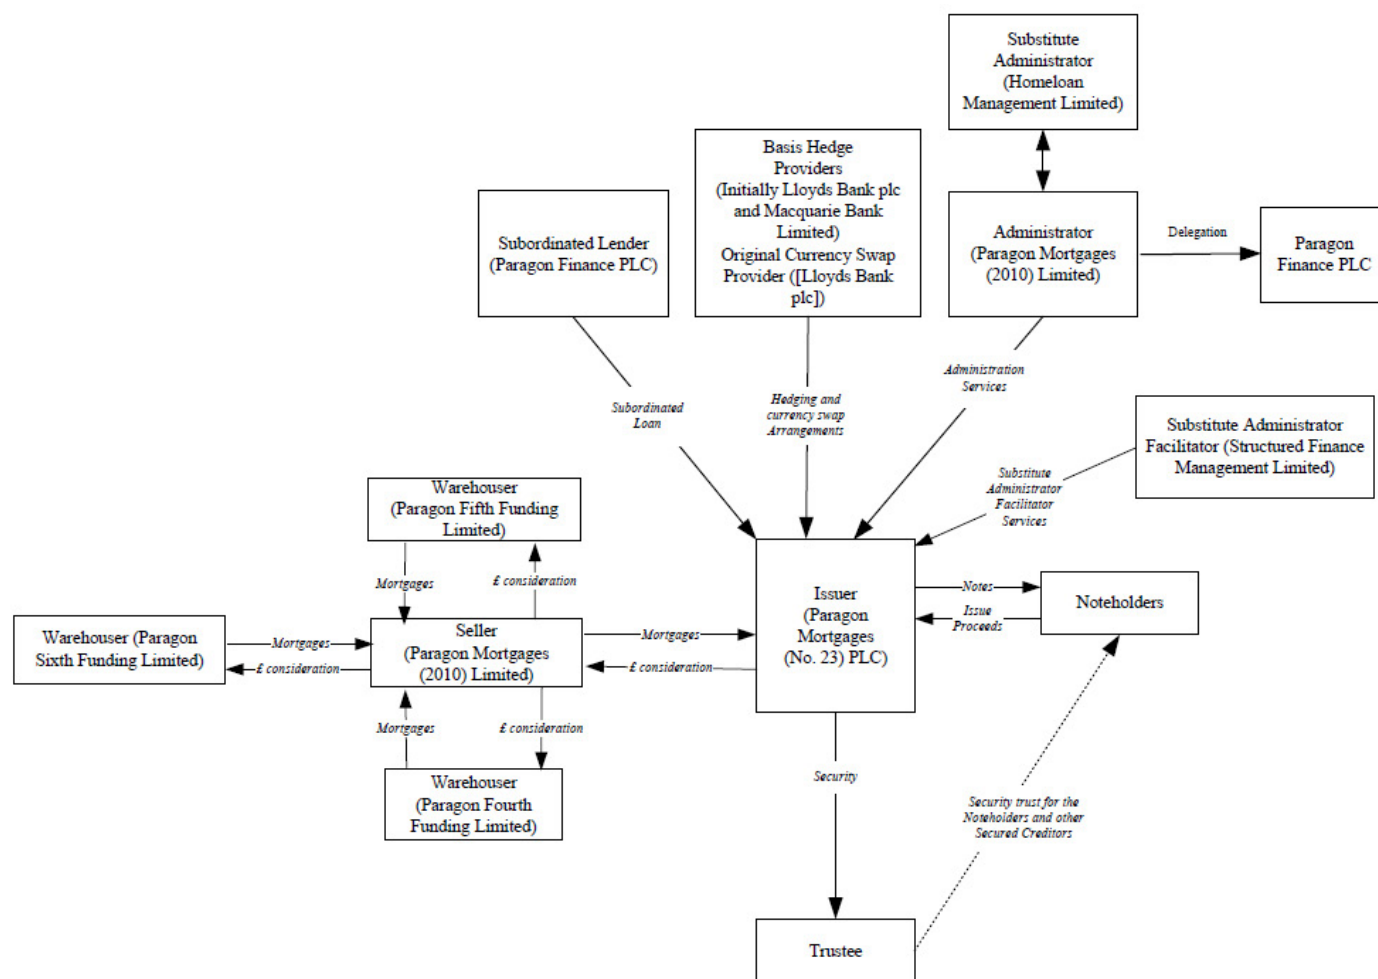 Substitute
Administrator
(Homeloan
Management Limited)
Basis Hedge
Providers
(Initially Lloyds Bank plc
and Macquarie Bank
Limited)
Original Currency Swap
Provider ([Lloyds Bank
plc])
Subordinated Lender
(Paragon Finance PLC)
Administrator
(Paragon Mortgages
(2010) Limited)
Delegation
Paragon
Finance PLC
Administration
Services
Subordinated
Loan
Hedging and
currency swap
Arrangements
Substitute Administrator
Facilitator (Structured Finance
Management Limited)
Substitute
Administrator
Facilitator
Services
Warehouser
(Paragon Fifth Funding
Limited)
Mortgages
£ consideration
Warehouser (Paragon
Sixth Funding Limited)
Mortgages
£ consideration
Seller
(Paragon Mortgages
(2010) Limited)
Mortgages
£ consideration
Issuer
(Paragon
Mortgages
(No. 23) PLC)
Notes
Issue
Proceeds
Noteholders
Mortgages
£ consideration
Warehouser
(Paragon Fourth
Funding Limited)
Security
Security trust for the
Noteholders and other
Secured Creditors
Trustee